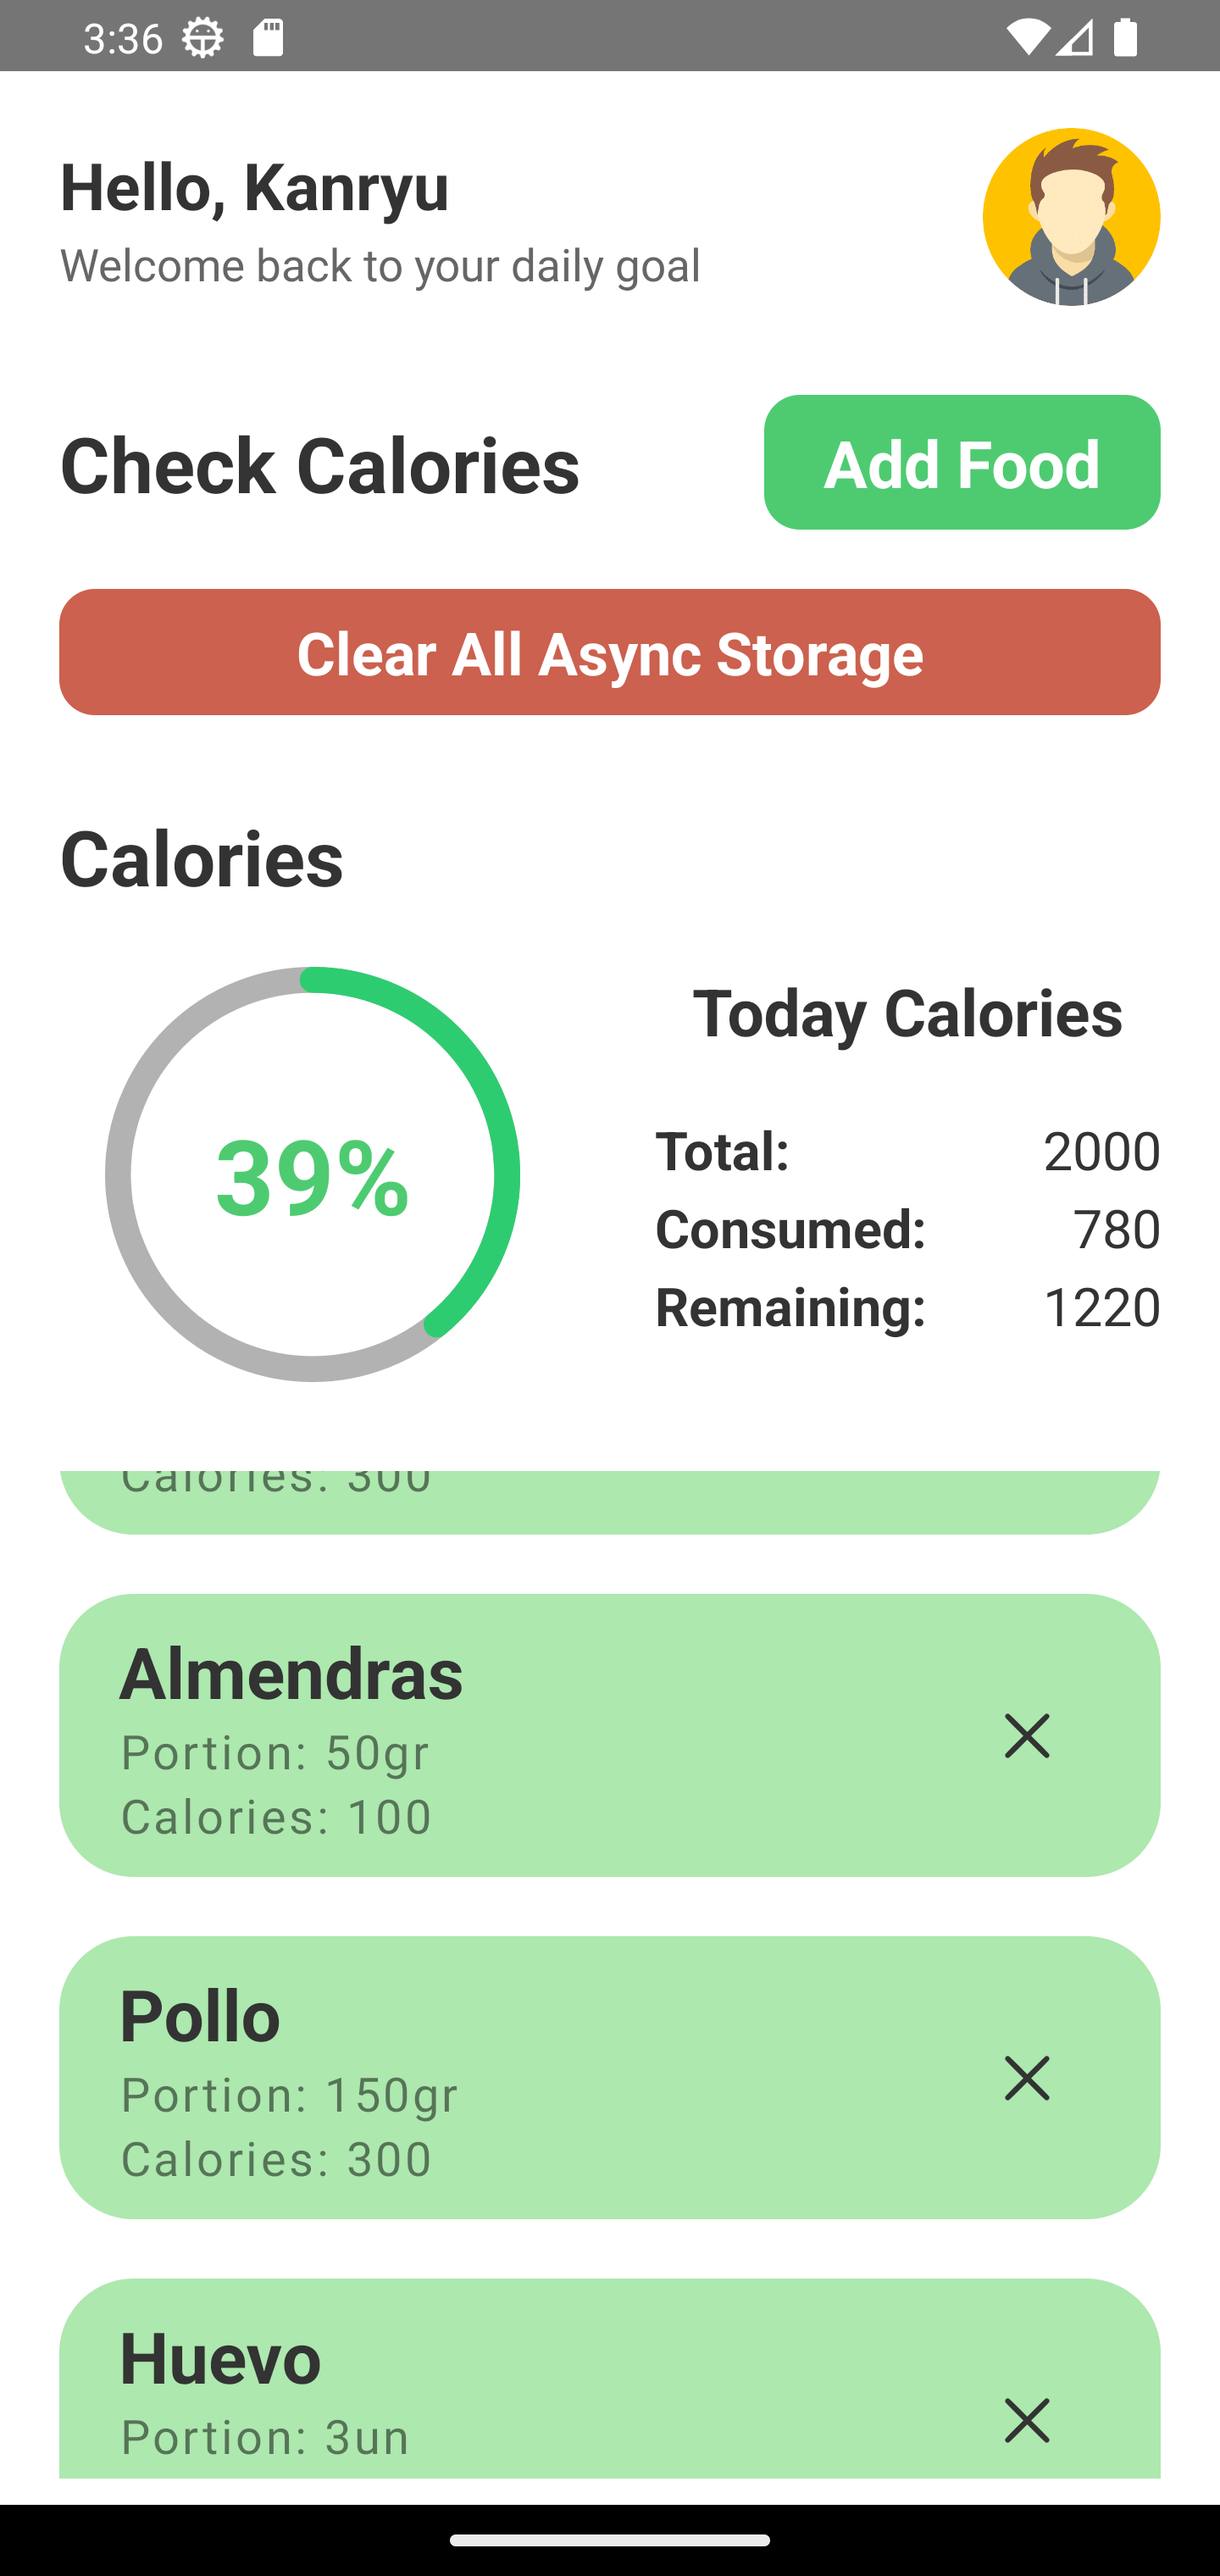 3:36
Hello, Kanryu
Welcome back to your daily goal
Check Calories
Add Food
Clear All Async Storage
Calories
39%
Today Calories
Total: 2000
Consumed: 780
Remaining: 1220
Calories: 300
Almendras
Portion: 50gr
Calories: 100
Pollo
Portion: 150gr
Calories: 300
Huevo
Portion: 3un